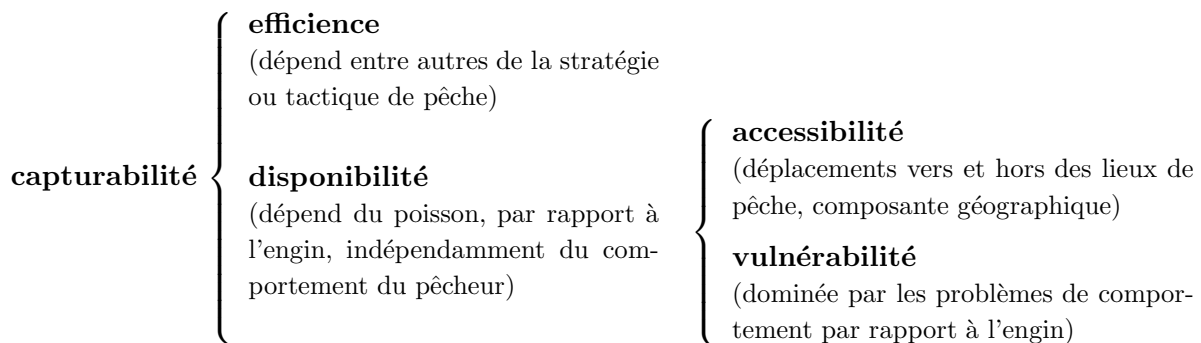 capturabilité
efficience
(dépend entre autres de la stratégie
ou tactique de pêche)
disponibilité
(dépend du poisson, par rapport à
l'engin, indépendamment du com-
portement du pêcheur)
accessibilité
(déplacements vers et hors des lieux de
pêche, composante géographique)
vulnérabilité
(dominée par les problèmes de compor-
tement par rapport à l'engin)